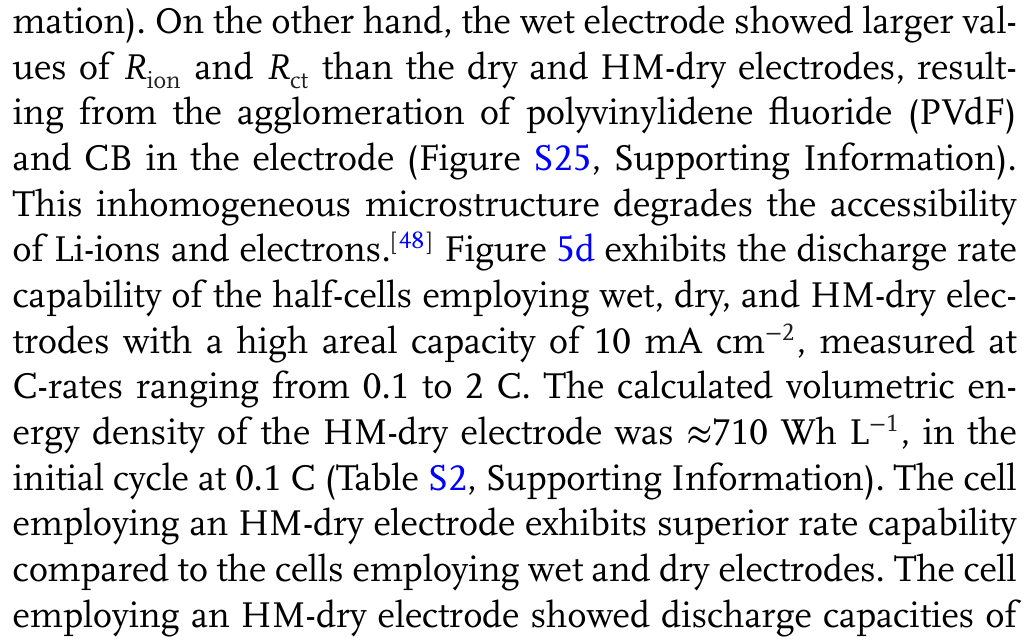 mation). On the other hand, the wet electrode showed larger val-
ues of R_ion and R_ct than the dry and HM-dry electrodes, result-
ing from the agglomeration of polyvinylidene fluoride (PVdF)
and CB in the electrode (Figure S25, Supporting Information).
This inhomogeneous microstructure degrades the accessibility
of Li-ions and electrons.[48] Figure 5d exhibits the discharge rate
capability of the half-cells employing wet, dry, and HM-dry elec-
trodes with a high areal capacity of 10 mA cm⁻², measured at
C-rates ranging from 0.1 to 2 C. The calculated volumetric en-
ergy density of the HM-dry electrode was ≈710 Wh L⁻¹, in the
initial cycle at 0.1 C (Table S2, Supporting Information). The cell
employing an HM-dry electrode exhibits superior rate capability
compared to the cells employing wet and dry electrodes. The cell
employing an HM-dry electrode showed discharge capacities of